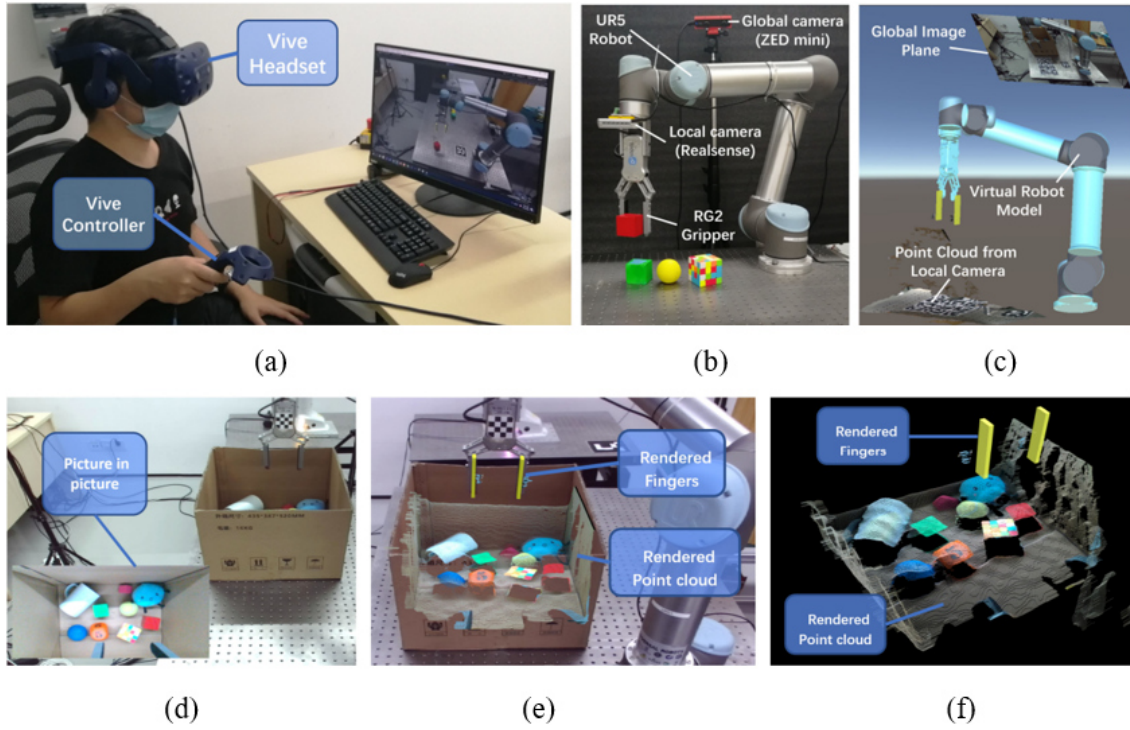 Vive
Headset
Vive
Controller
(a)
UR5
Robot
Global camera
(ZED mini)
Local camera
(Realsense)
RG2
Gripper
(b)
Global Image
Plane
Virtual Robot
Model
Point Cloud from
Local Camera
(c)
Picture in
picture
(d)
Rendered
Fingers
Rendered
Point cloud
(e)
Rendered
Fingers
Rendered
Point cloud
(f)